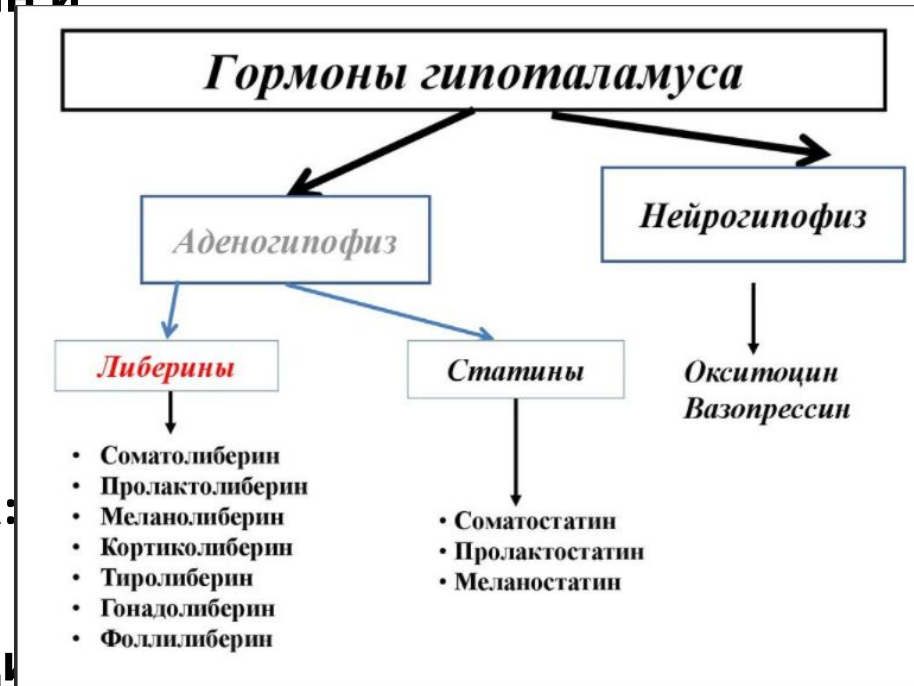 Гормоны гипоталамуса
Аденогипофиз
Нейрогипофиз
Либерины
Статины
Окситоцин
Вазопрессин
• Соматолиберин
• Пролактолиберин
• Меланолиберин
• Кортиколиберин
• Тиролиберин
• Гонадолиберин
• Фоллилиберин
• Соматостатин
• Пролактостатин
• Меланостатин